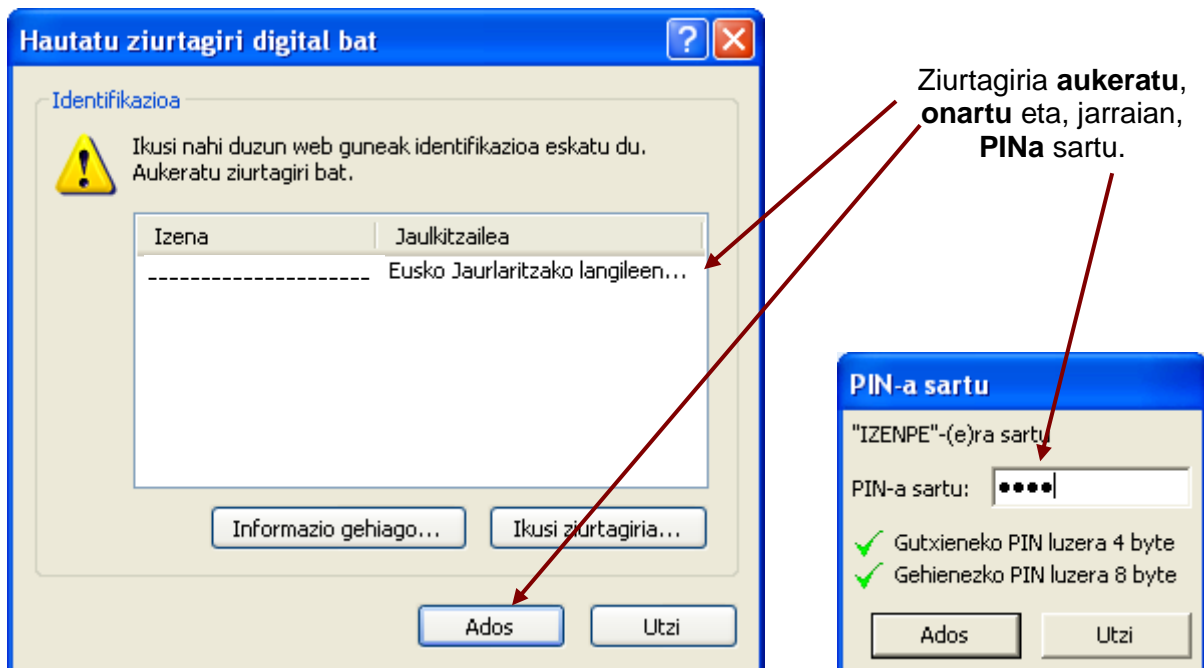 Hautatu ziurtagiri digital bat
Identifikazioa
Ikusi nahi duzun web guneak identifikazioa eskatu du.
Aukeratu ziurtagiri bat.
Izena Jaulkitzailea
_____________________ Eusko Jaurlaritzako langileen...
Informazio gehiago... Ikusi ziurtagiria...
Ados Utzi
Ziurtagiria aukeratu,
onartu eta, jarraian,
PINa sartu.
PIN-a sartu
"IZENPE"-(e)ra sartu
PIN-a sartu: ••••
Gutxieneko PIN luzera 4 byte
Gehienezko PIN luzera 8 byte
Ados Utzi